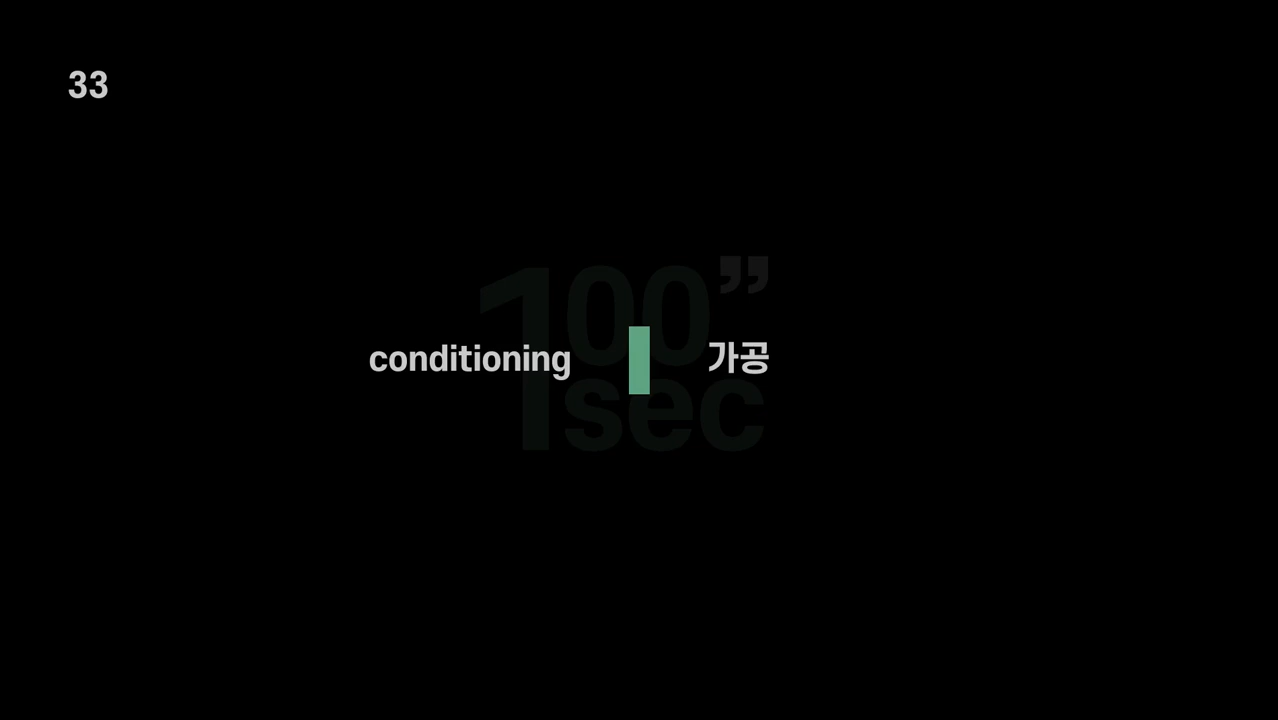 33
100”
1sec
conditioning
가공